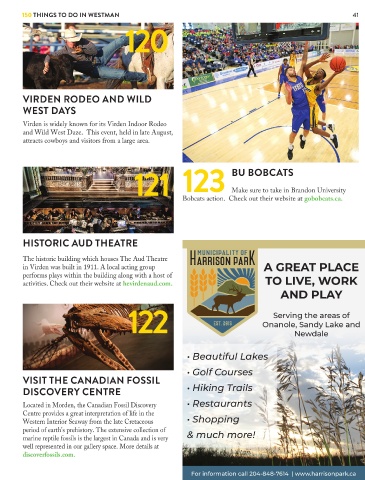 150 THINGS TO DO IN WESTMAN
41
120
VIRDEN RODEO AND WILD
WEST DAYS
Virden is widely known for its Virden Indoor Rodeo
and Wild West Daze. This event, held in late August,
attracts cowboys and visitors from a large area.
121
HISTORIC AUD THEATRE
The historic building which houses The Aud Theatre
in Virden was built in 1911. A local acting group
performs plays within the building along with a host of
activities. Check out their website at
122
VISIT THE CANADIAN FOSSIL
DISCOVERY CENTRE
Located in Morden, the Canadian Fossil Discovery
Centre provides a great interpretation of life in the
Western Interior Seaway from the late Cretaceous
period of earth's prehistory. The extensive collection of
marine reptile fossils is the largest in Canada and is very
well represented in our gallery space. More details at
discoverfossils.com.
123
BU BOBCATS
Make sure to take in Brandon University
Bobcats action. Check out their website at gobobcats.ca.
MUNICIPALITY OF
HARRISON PARK
EST. 2015
A GREAT PLACE
TO LIVE, WORK
AND PLAY
Serving the areas of
Onanole, Sandy Lake and
Newdale
• Beautiful Lakes
• Golf Courses
• Hiking Trails
• Restaurants
• Shopping
& much more!
For information call 204-848-7614 | www.harrisonpark.ca